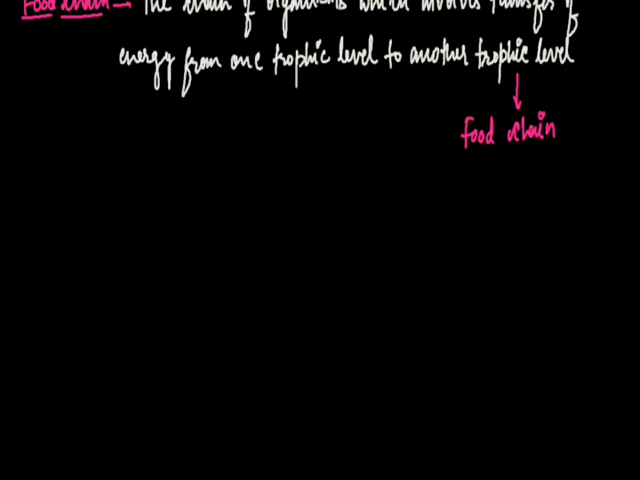 Food chain → The chain of organisms which involves transfer of
energy from one trophic level to another trophic level
↓
food chain